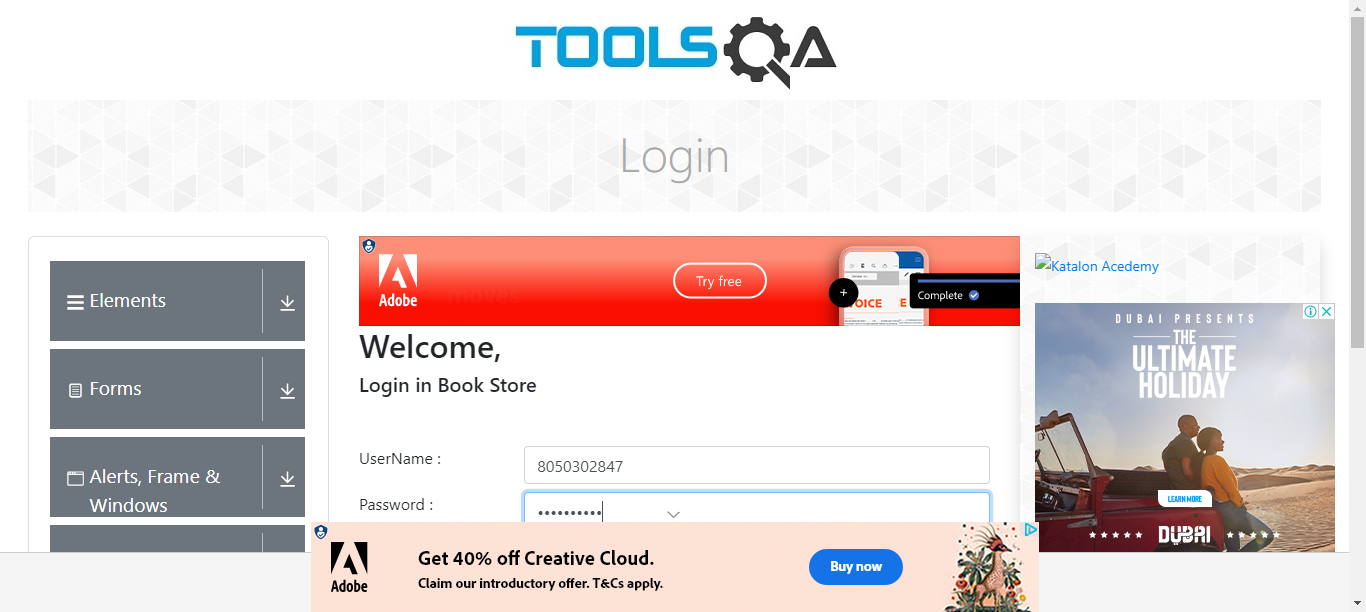 TOOLSQA
Login
Elements
Forms
Alerts, Frame &
Windows
Adobe
Try free
+
VOICE
E
Complete
Welcome,
Login in Book Store
UserName :
8050302847
Password :
••••••••••
Katalon Acedemy
DUBAI PRESENTS
THE
ULTIMATE
HOLIDAY
LEARN MORE
DUBAI
Adobe
Get 40% off Creative Cloud.
Claim our introductory offer. T&Cs apply.
Buy now